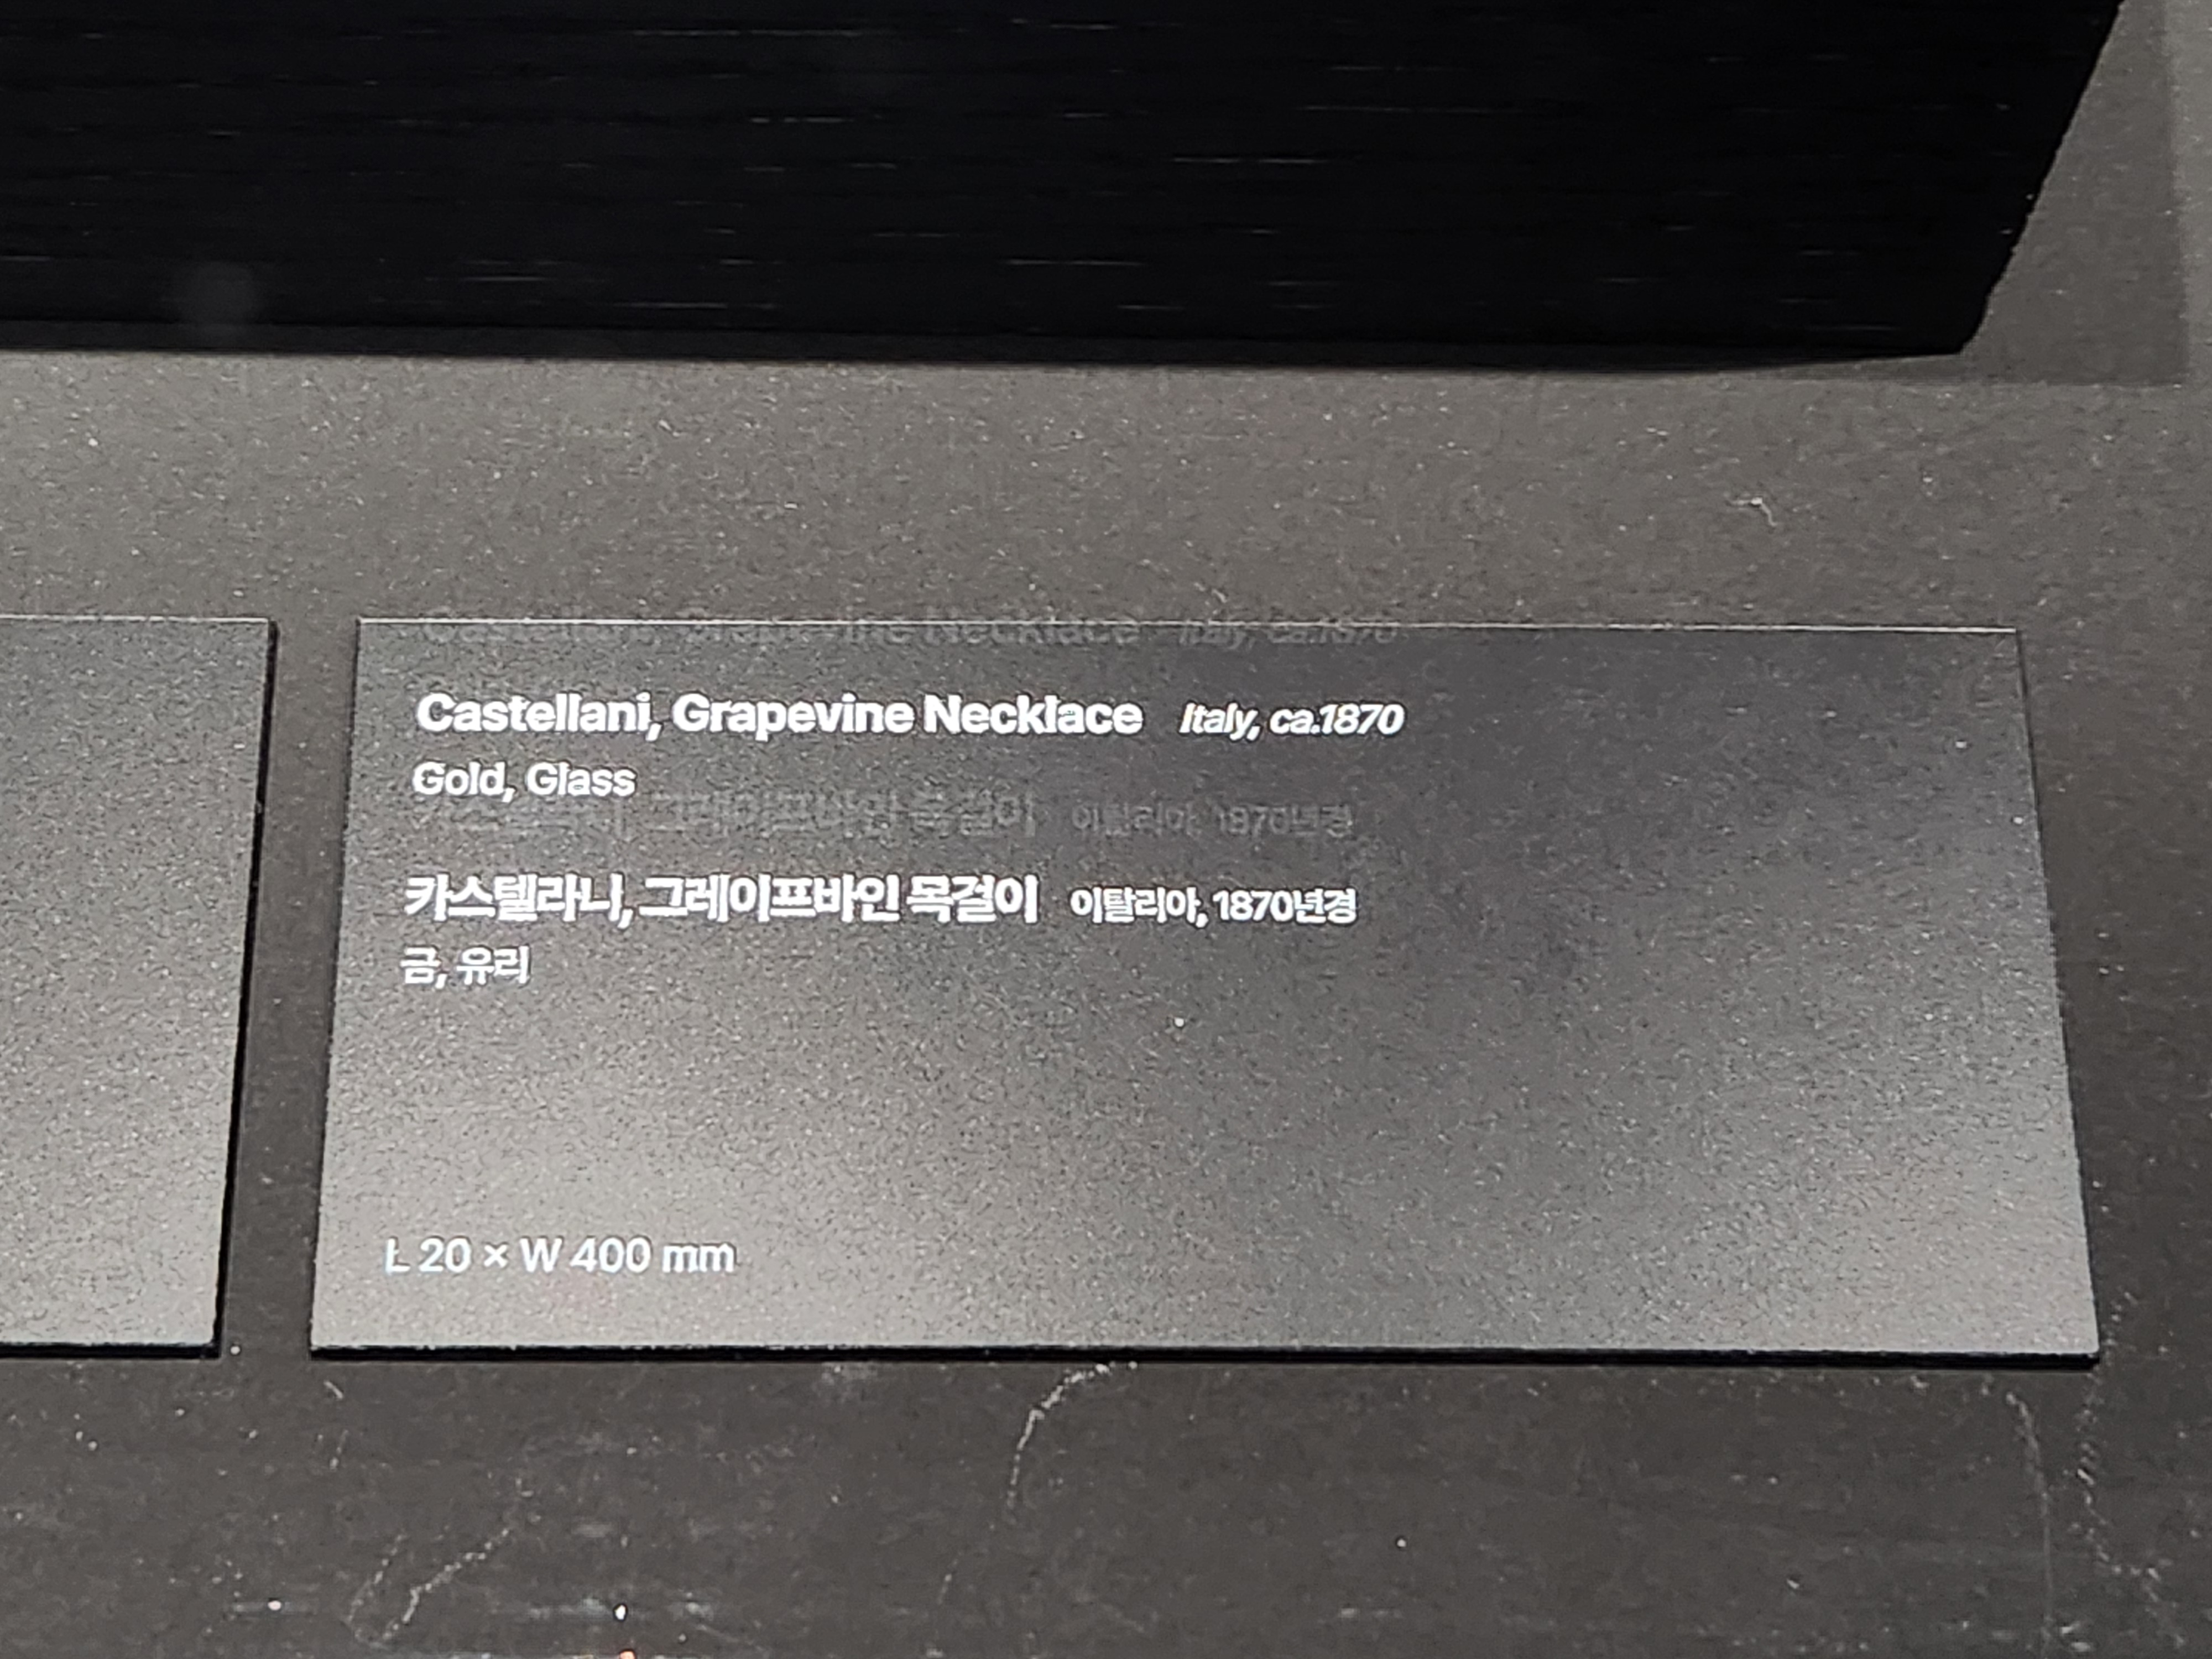 Castellani, Grapevine Necklace Italy, ca.1870
Gold, Glass
카스텔라니, 그레이프바인 목걸이 이탈리아, 1870년경
금, 유리
L 20 × W 400 mm